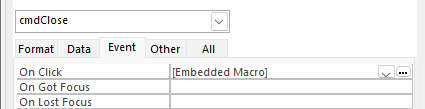 cmdClose
Format Data Event Other All
On Click [Embedded Macro] ...
On Got Focus
On Lost Focus